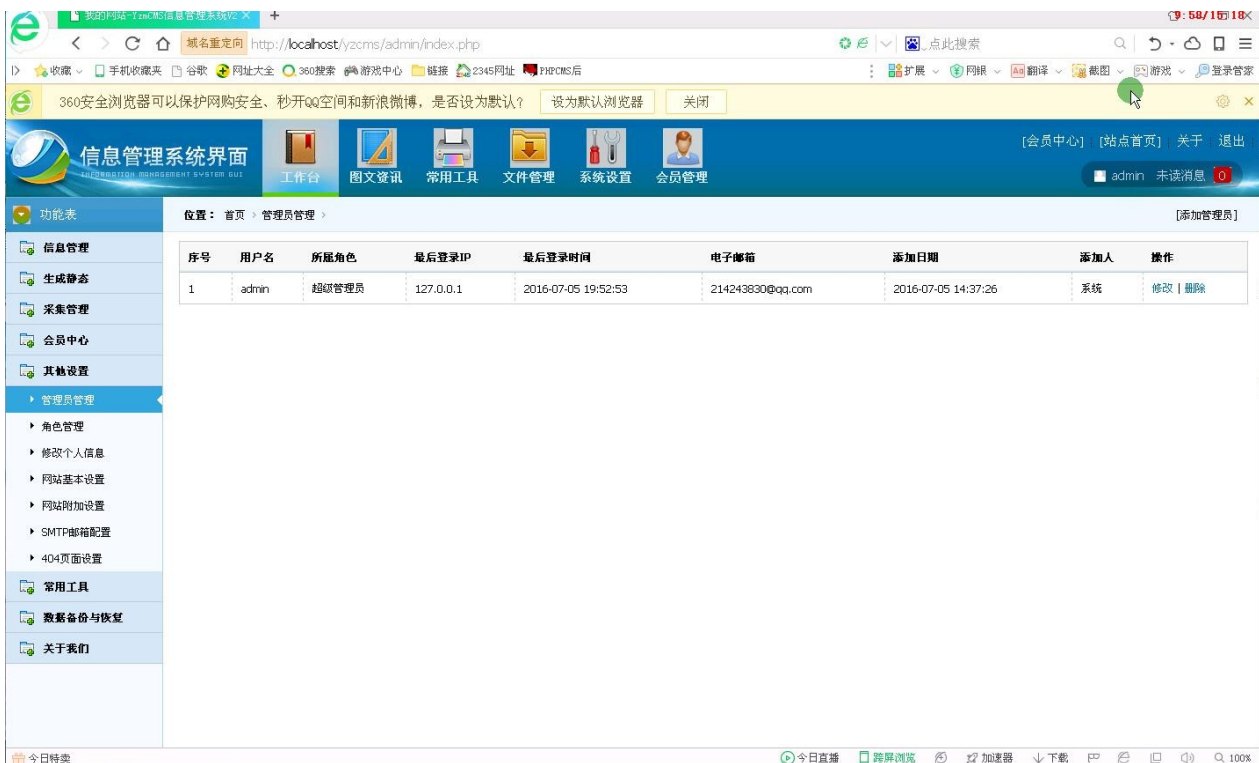 我的网站-YzmCMS信息管理系统V2 × +
域名重定向 http://localhost/yzcms/admin/index.php 点此搜索
收藏 手机收藏夹 谷歌 网址大全 360搜索 游戏中心 链接 2345网址 PHPCMS后 扩展 网银 翻译 截图 游戏 登录管家
360安全浏览器可以保护网购安全、秒开QQ空间和新浪微博，是否设为默认? 设为默认浏览器 关闭
信息管理系统界面
INFORMATION MANAGEMENT SYSTEM GUI
工作台 图文资讯 常用工具 文件管理 系统设置 会员管理
[会员中心] [站点首页] 关于 退出
admin 未读消息 0
功能表
位置： 首页 > 管理员管理 >
[添加管理员]
序号 用户名 所属角色 最后登录IP 最后登录时间 电子邮箱 添加日期 添加人 操作
1 admin 超级管理员 127.0.0.1 2016-07-05 19:52:53 214243830@qq.com 2016-07-05 14:37:26 系统 修改 | 删除
信息管理
生成静态
采集管理
会员中心
其他设置
管理员管理
角色管理
修改个人信息
网站基本设置
网站附加设置
SMTP邮箱配置
404页面设置
常用工具
数据备份与恢复
关于我们
今日特卖 今日直播 跨屏浏览 加速器 下载 100%